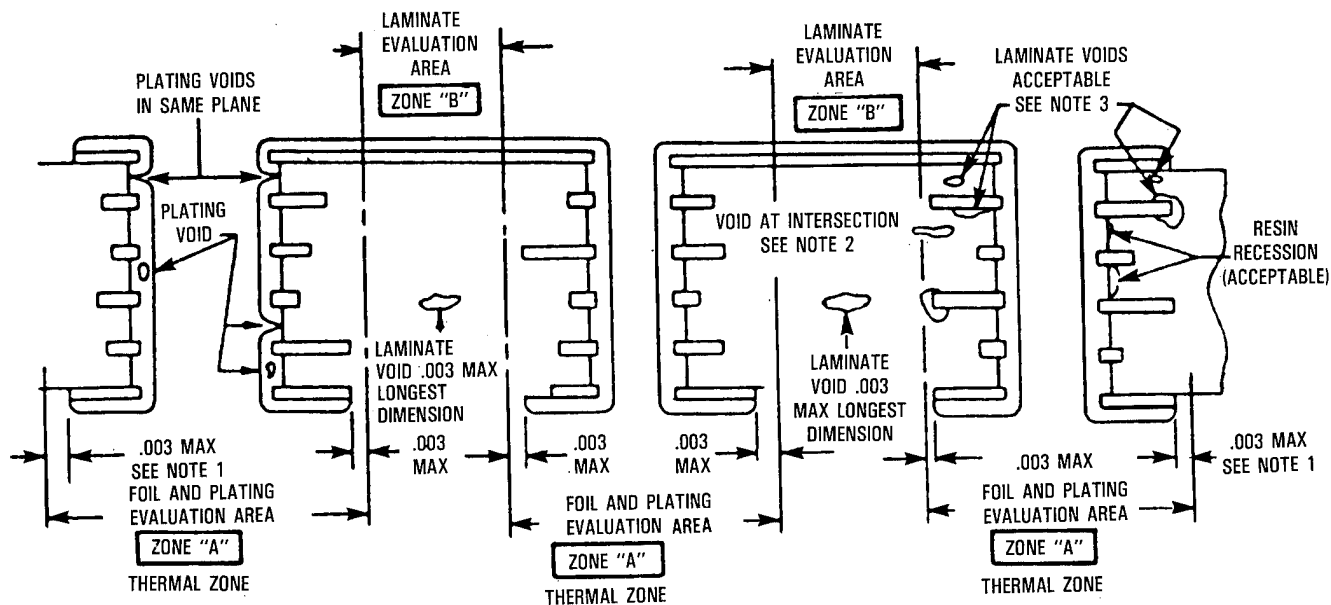 LAMINATE
EVALUATION
AREA
ZONE "B"
PLATING VOIDS
IN SAME PLANE
LAMINATE
EVALUATION
AREA
ZONE "B"
LAMINATE VOIDS
ACCEPTABLE
SEE NOTE 3
PLATING
VOID
VOID AT INTERSECTION
SEE NOTE 2
RESIN
RECESSION
(ACCEPTABLE)
LAMINATE
VOID .003 MAX
LONGEST
DIMENSION
LAMINATE
VOID .003
MAX LONGEST
DIMENSION
.003 MAX
SEE NOTE 1
.003
MAX
.003
MAX
.003
MAX
.003 MAX
.003 MAX
SEE NOTE 1
FOIL AND PLATING
EVALUATION AREA
ZONE "A"
THERMAL ZONE
FOIL AND PLATING
EVALUATION AREA
ZONE "A"
THERMAL ZONE
FOIL AND PLATING
EVALUATION AREA
ZONE "A"
THERMAL ZONE